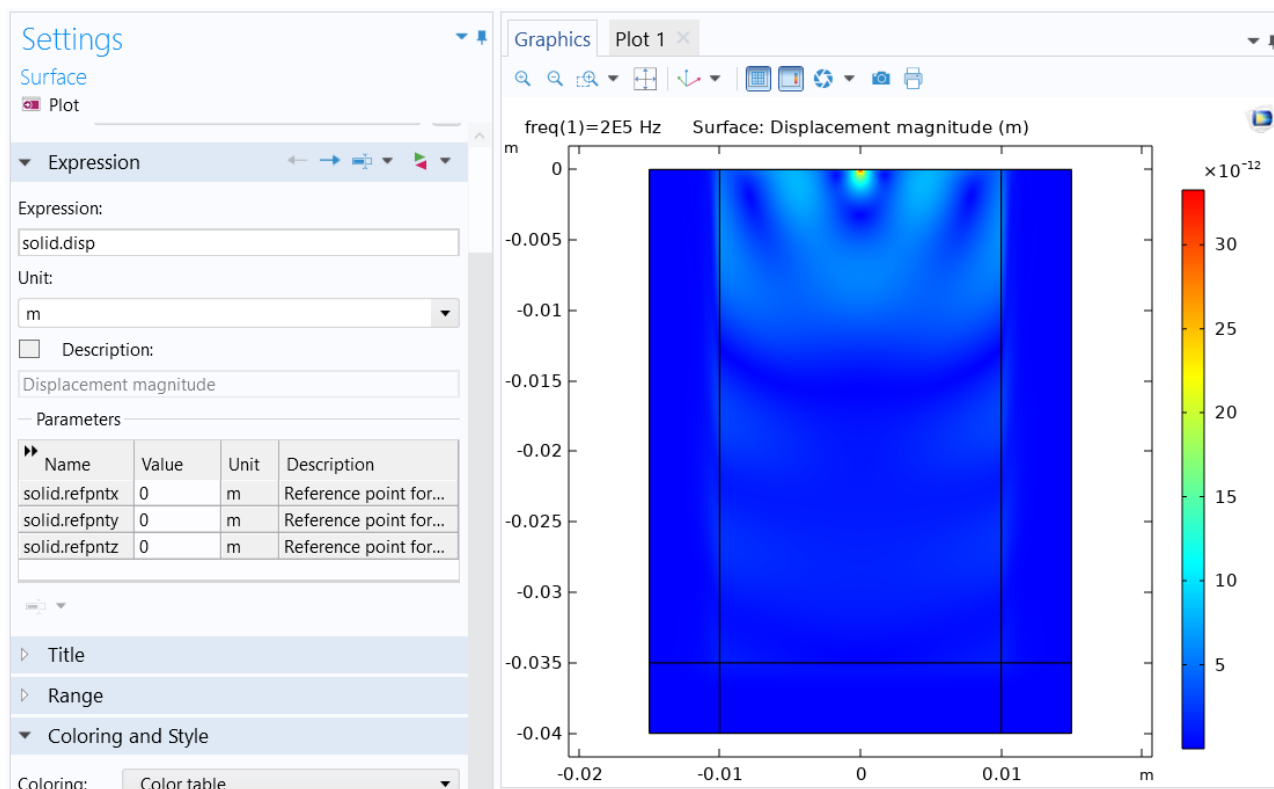 Settings
Surface
Plot
Expression
Expression:
solid.disp
Unit:
m
Description:
Displacement magnitude
Parameters
Name Value Unit Description
solid.refpntx 0 m Reference point for...
solid.refpnty 0 m Reference point for...
solid.refpntz 0 m Reference point for...
Title
Range
Coloring and Style
Coloring: Color table
Graphics Plot 1
freq(1)=2E5 Hz Surface: Displacement magnitude (m)
m
×10⁻¹²
0
-0.005
-0.01
-0.015
-0.02
-0.025
-0.03
-0.035
-0.04
30
25
20
15
10
5
-0.02 -0.01 0 0.01 m